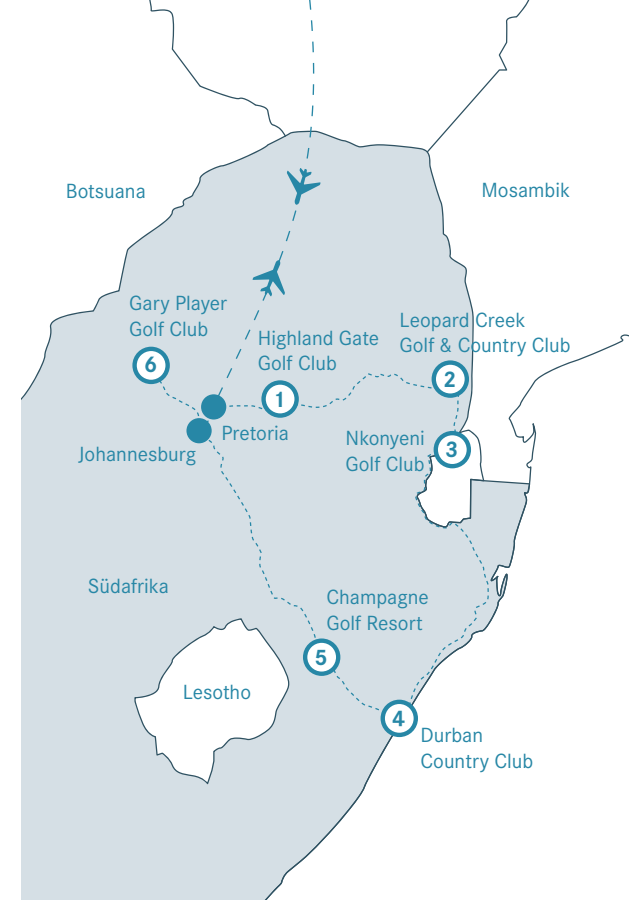 Botsuana
Mosambik
Gary Player
Golf Club
6
Highland Gate
Golf Club
1
Leopard Creek
Golf & Country Club
2
Pretoria
Johannesburg
Nkonyeni
Golf Club
3
Südafrika
Champagne
Golf Resort
5
Lesotho
4
Durban
Country Club